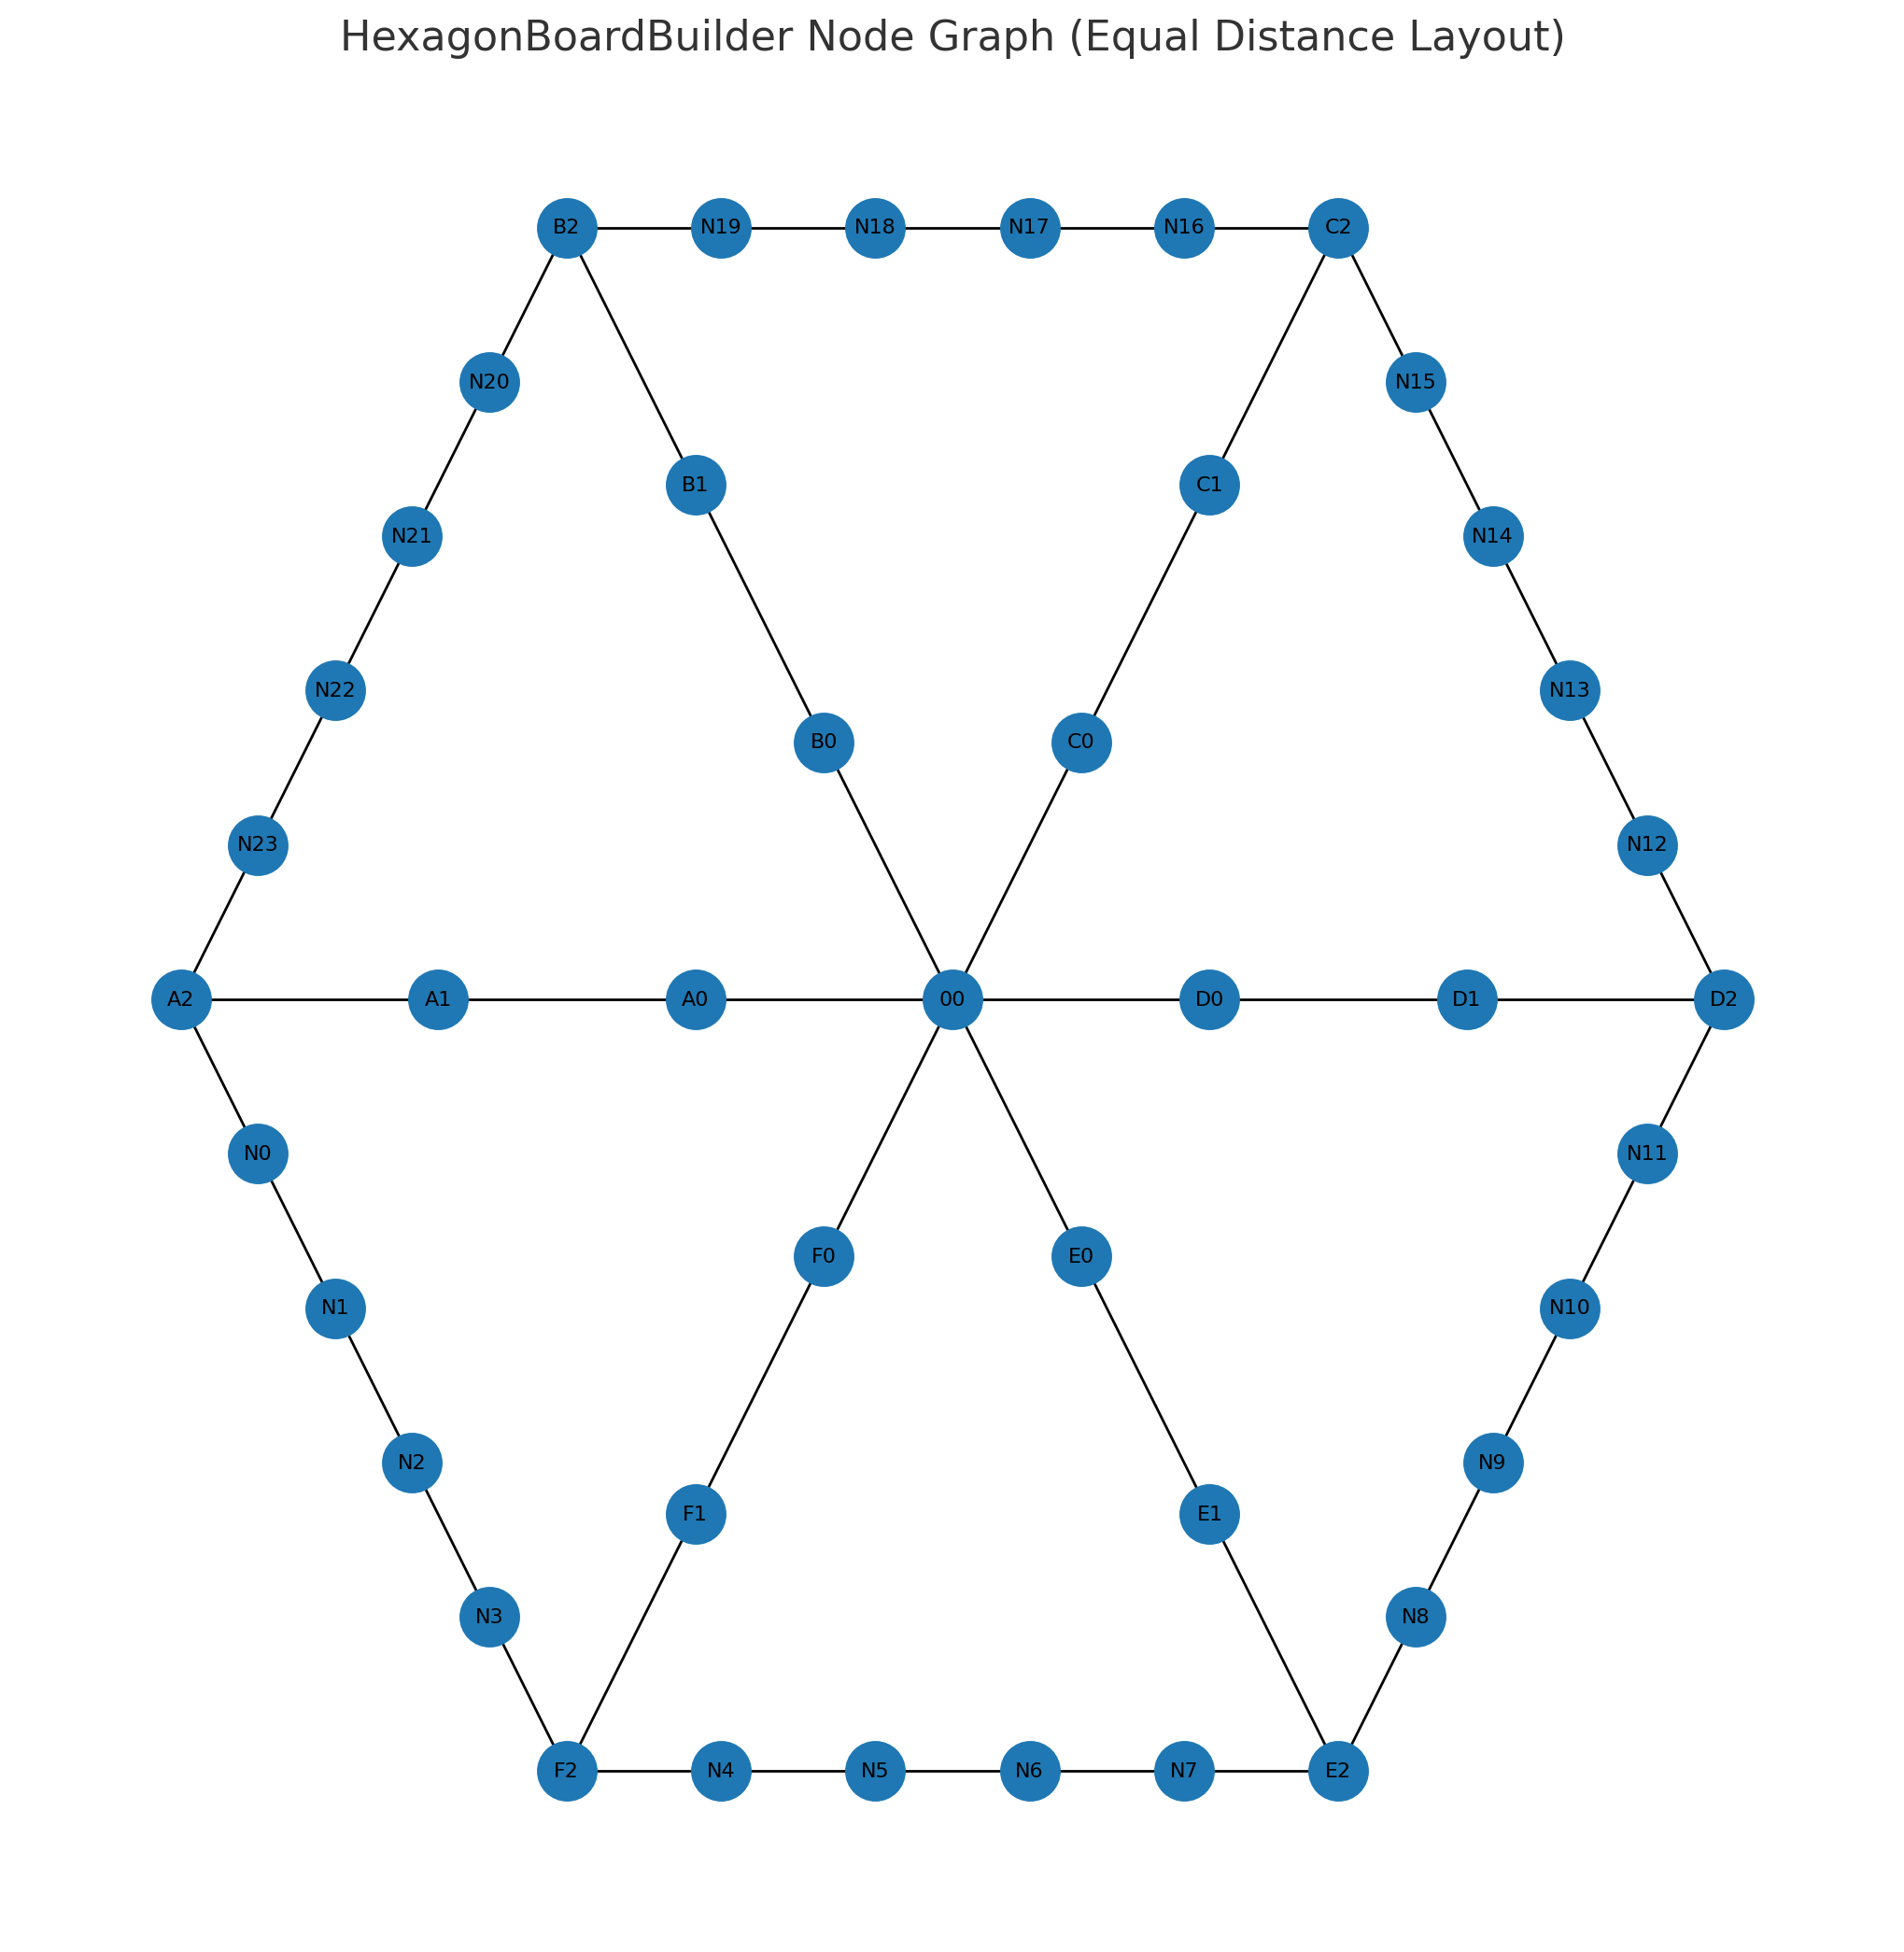 HexagonBoardBuilder Node Graph (Equal Distance Layout)
B2 N19 N18 N17 N16 C2
N20 N15
B1 C1
N21 N14
N22 N13
B0 C0
N23 N12
A2 A1 A0 00 D0 D1 D2
N0 N11
F0 E0
N1 N10
N2 N9
F1 E1
N3 N8
F2 N4 N5 N6 N7 E2